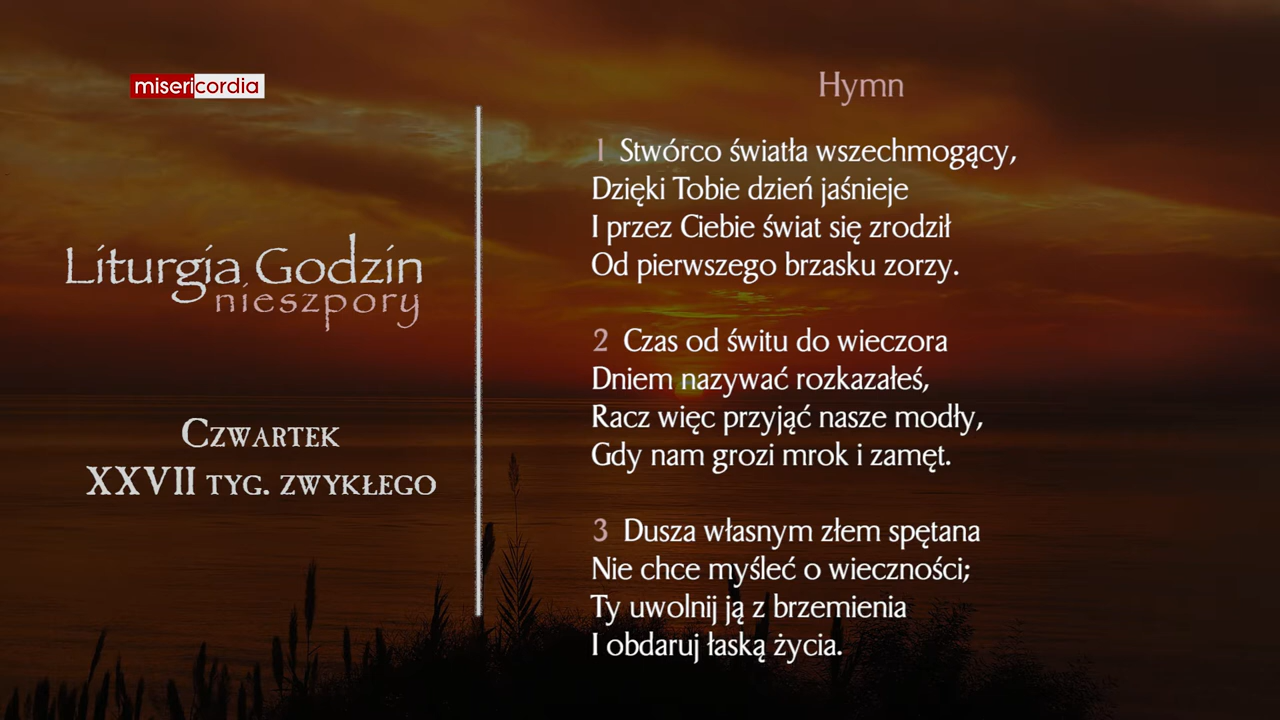 misericordia
Liturgia Godzin
nieszpory
Czwartek
XXVII tyg. zwykłego
Hymn
1 Stwórco światła wszechmogący,
Dzięki Tobie dzień jaśnieje
I przez Ciebie świat się zrodził
Od pierwszego brzasku zorzy.
2 Czas od świtu do wieczora
Dniem nazywać rozkazałeś,
Racz więc przyjąć nasze modły,
Gdy nam grozi mrok i zamęt.
3 Dusza własnym złem spętana
Nie chce myśleć o wieczności;
Ty uwolnij ją z brzemienia
I obdaruj łaską życia.